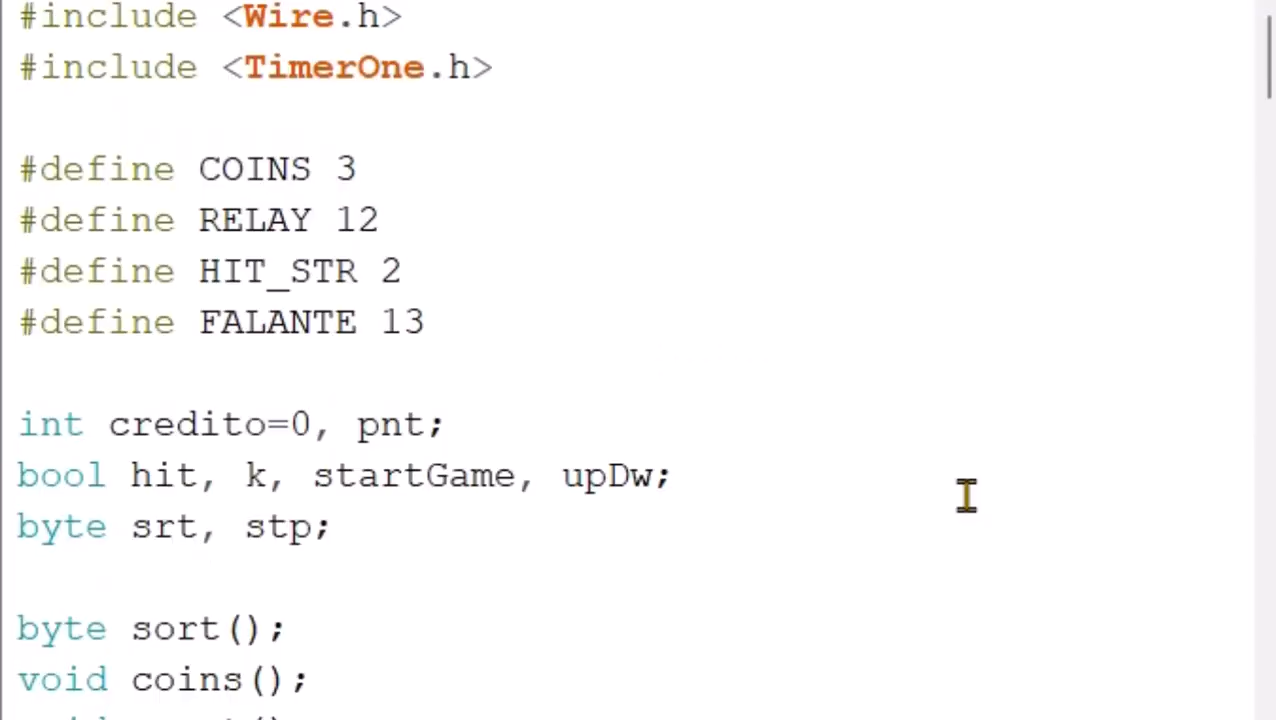 #include <Wire.h>
#include <TimerOne.h>
#define COINS 3
#define RELAY 12
#define HIT_STR 2
#define FALANTE 13
int credito=0, pnt;
bool hit, k, startGame, upDw;
byte srt, stp;
byte sort();
void coins();